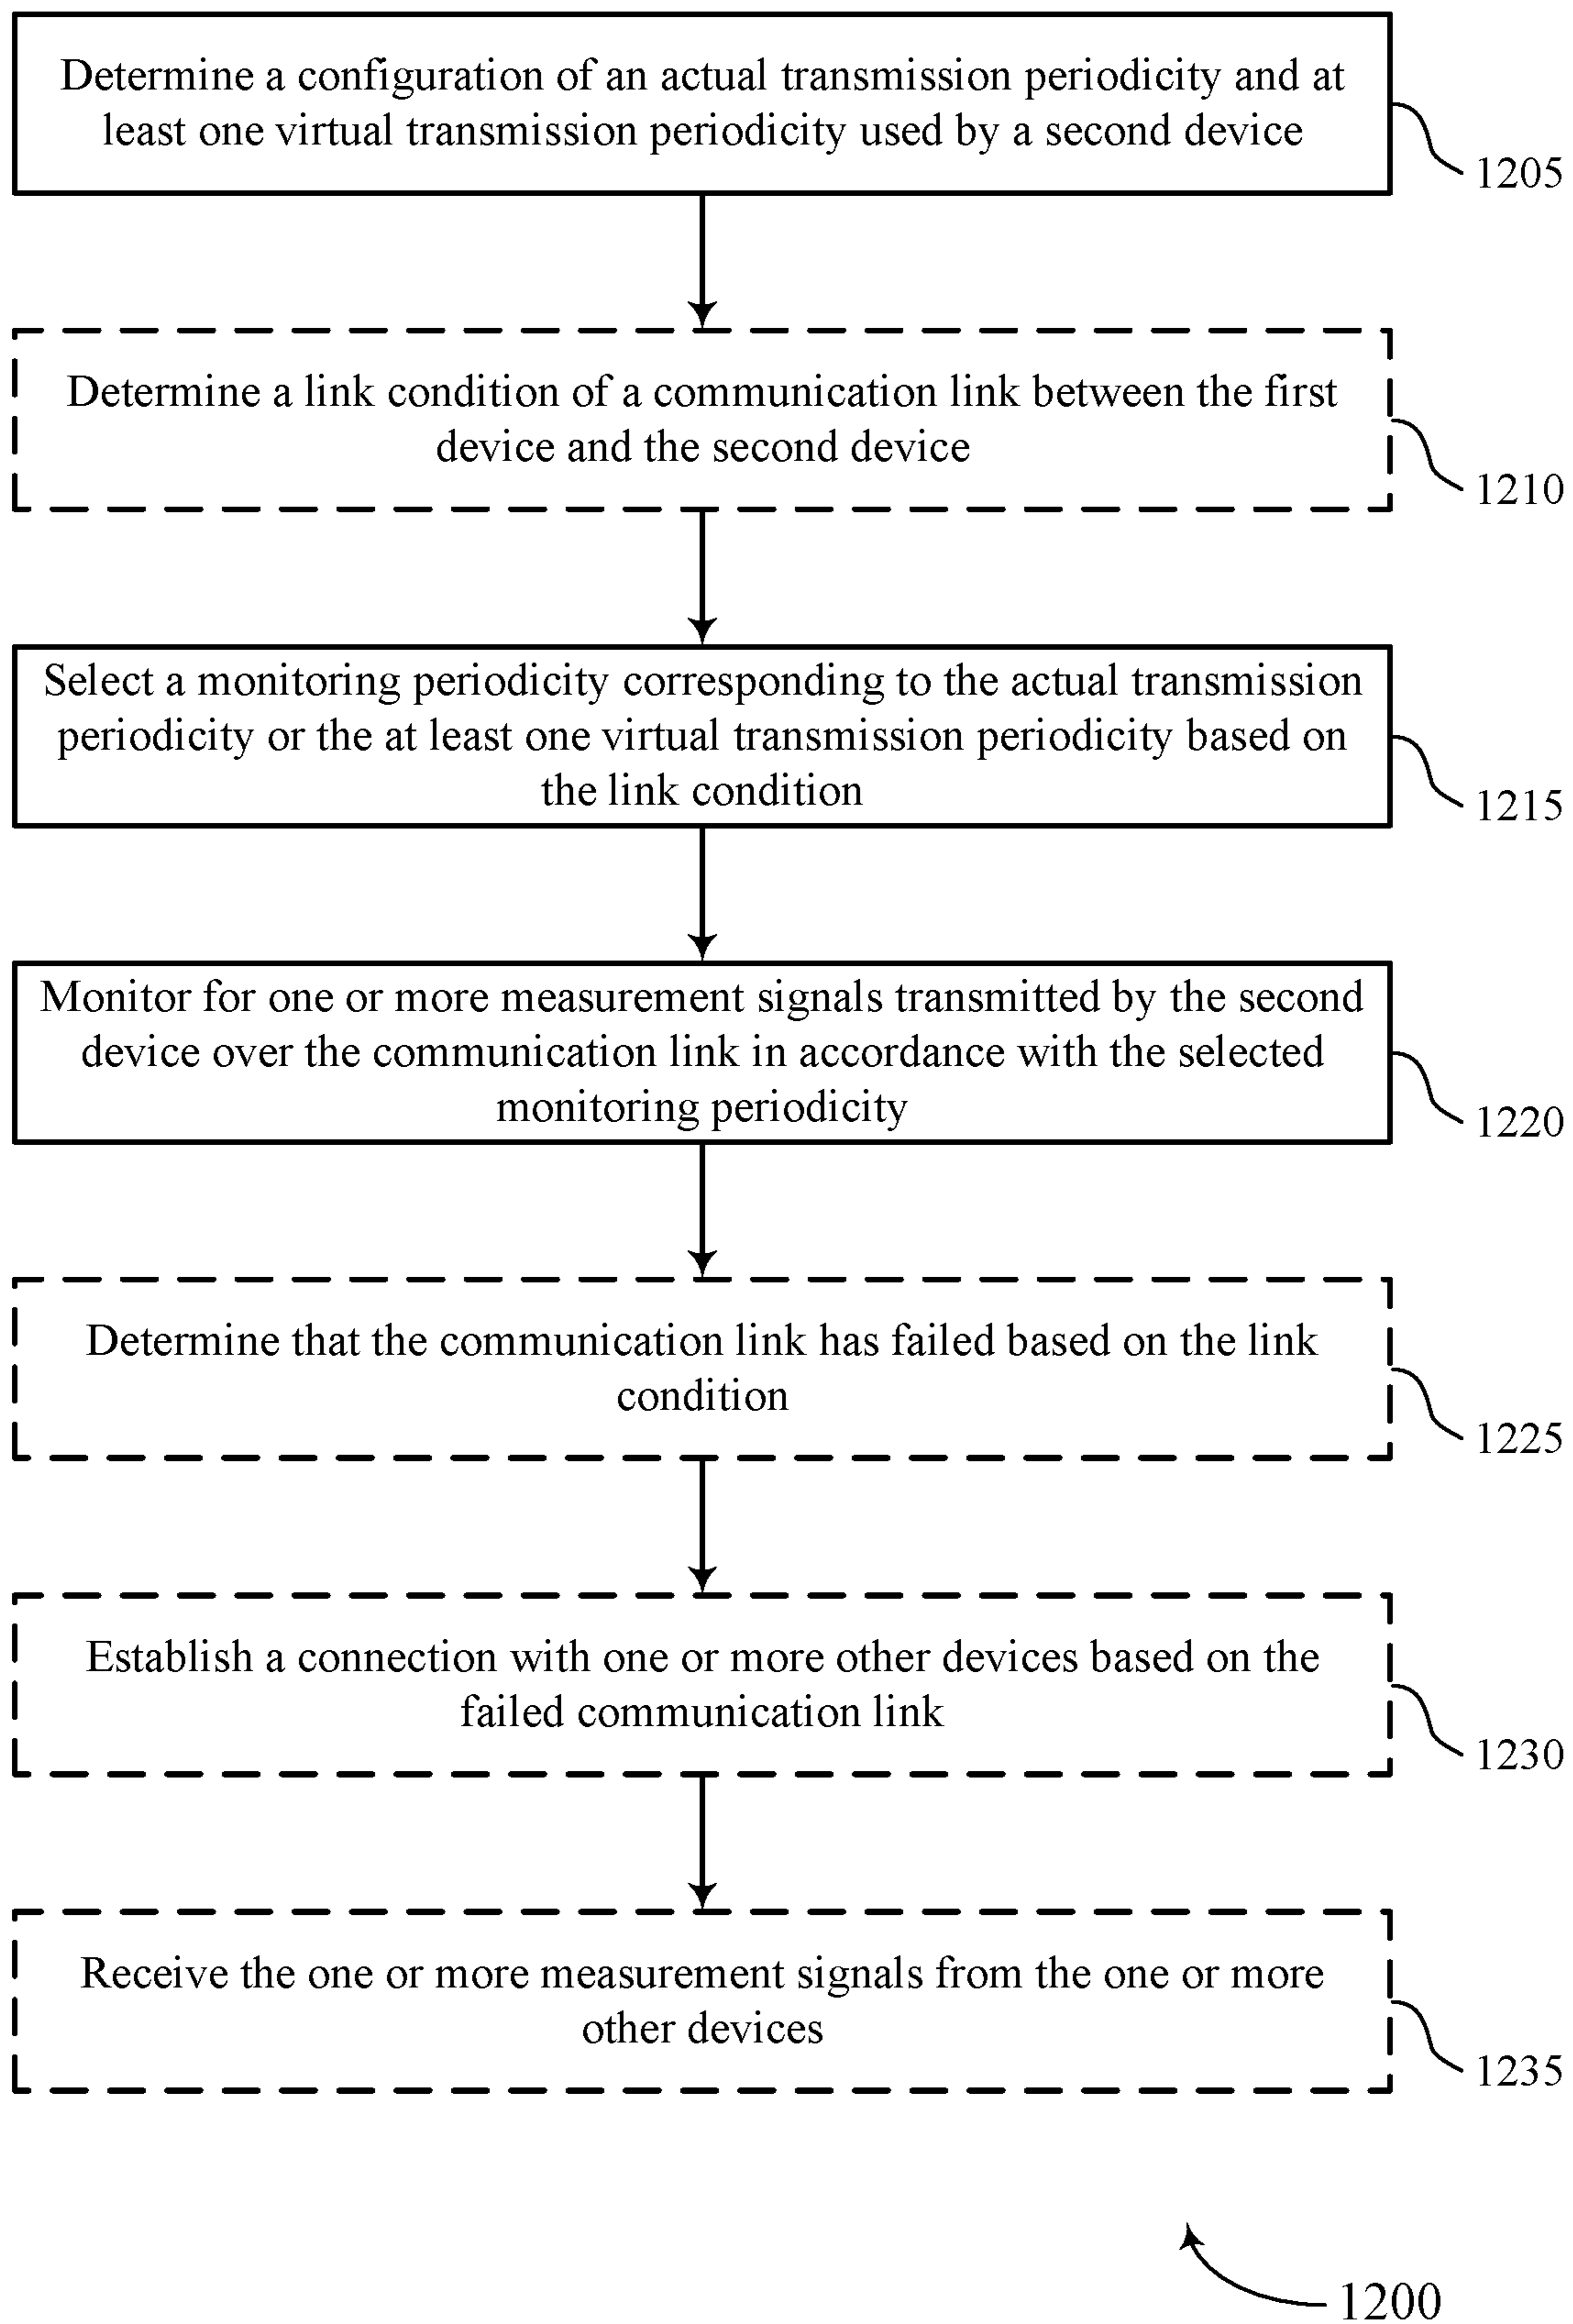 Determine a configuration of an actual transmission periodicity and at
least one virtual transmission periodicity used by a second device
1205
Determine a link condition of a communication link between the first
device and the second device
1210
Select a monitoring periodicity corresponding to the actual transmission
periodicity or the at least one virtual transmission periodicity based on
the link condition
1215
Monitor for one or more measurement signals transmitted by the second
device over the communication link in accordance with the selected
monitoring periodicity
1220
Determine that the communication link has failed based on the link
condition
1225
Establish a connection with one or more other devices based on the
failed communication link
1230
Receive the one or more measurement signals from the one or more
other devices
1235
1200